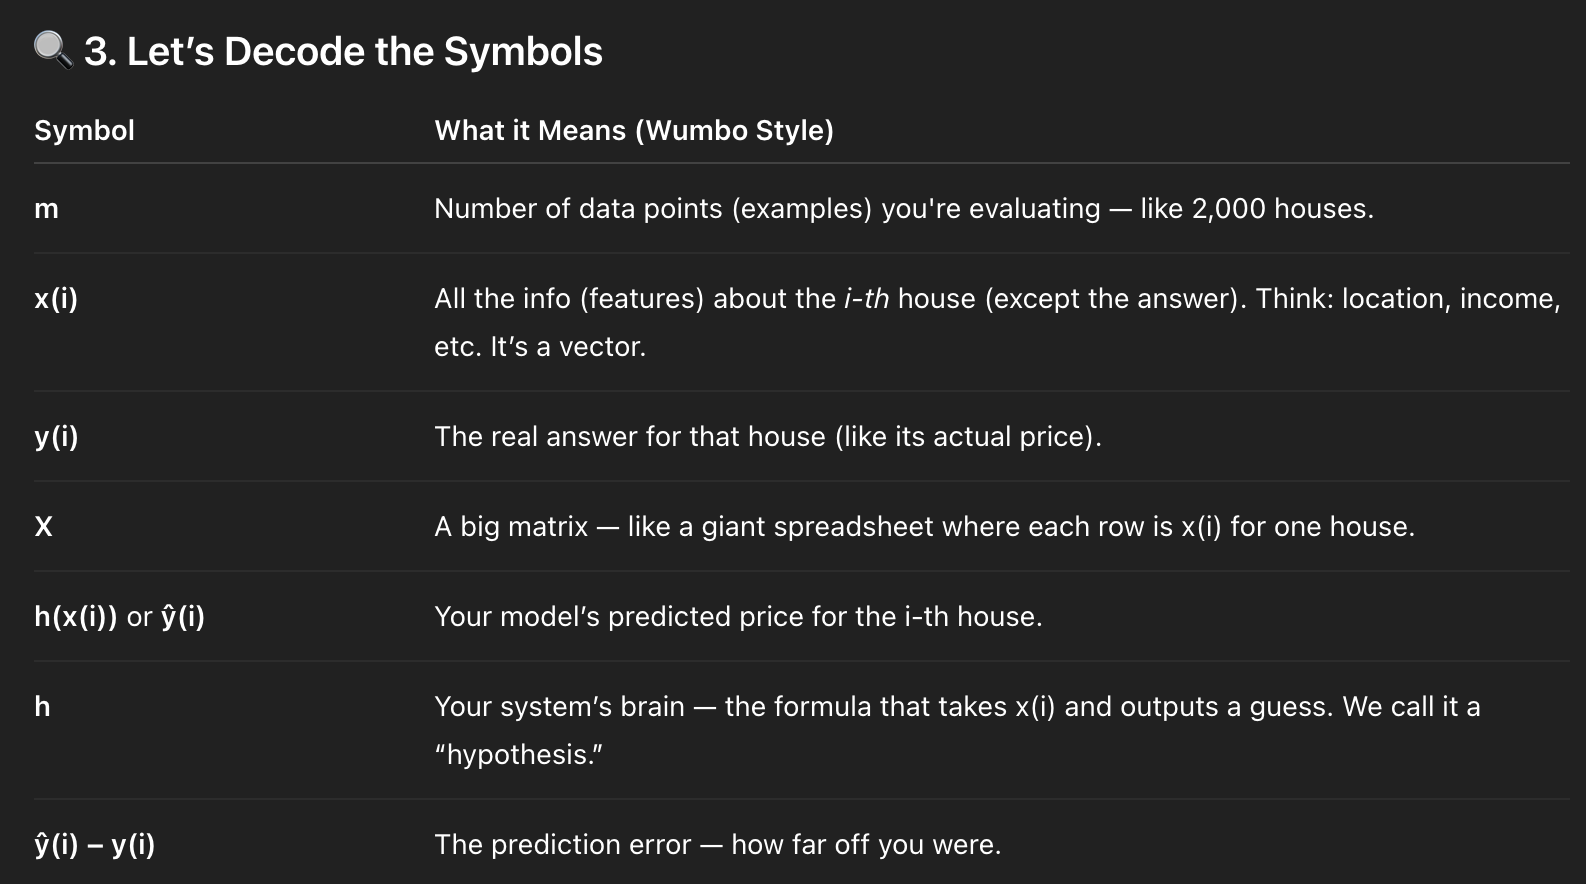 🔍 3. Let’s Decode the Symbols
Symbol What it Means (Wumbo Style)
m Number of data points (examples) you're evaluating — like 2,000 houses.
x(i) All the info (features) about the i-th house (except the answer). Think: location, income,
etc. It’s a vector.
y(i) The real answer for that house (like its actual price).
X A big matrix — like a giant spreadsheet where each row is x(i) for one house.
h(x(i)) or ŷ(i) Your model’s predicted price for the i-th house.
h Your system’s brain — the formula that takes x(i) and outputs a guess. We call it a
“hypothesis.”
ŷ(i) – y(i) The prediction error — how far off you were.